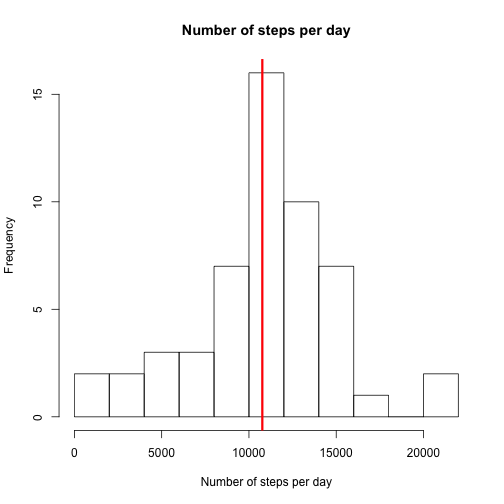 Number of steps per day
Frequency
15
10
5
0
0 5000 10000 15000 20000
Number of steps per day